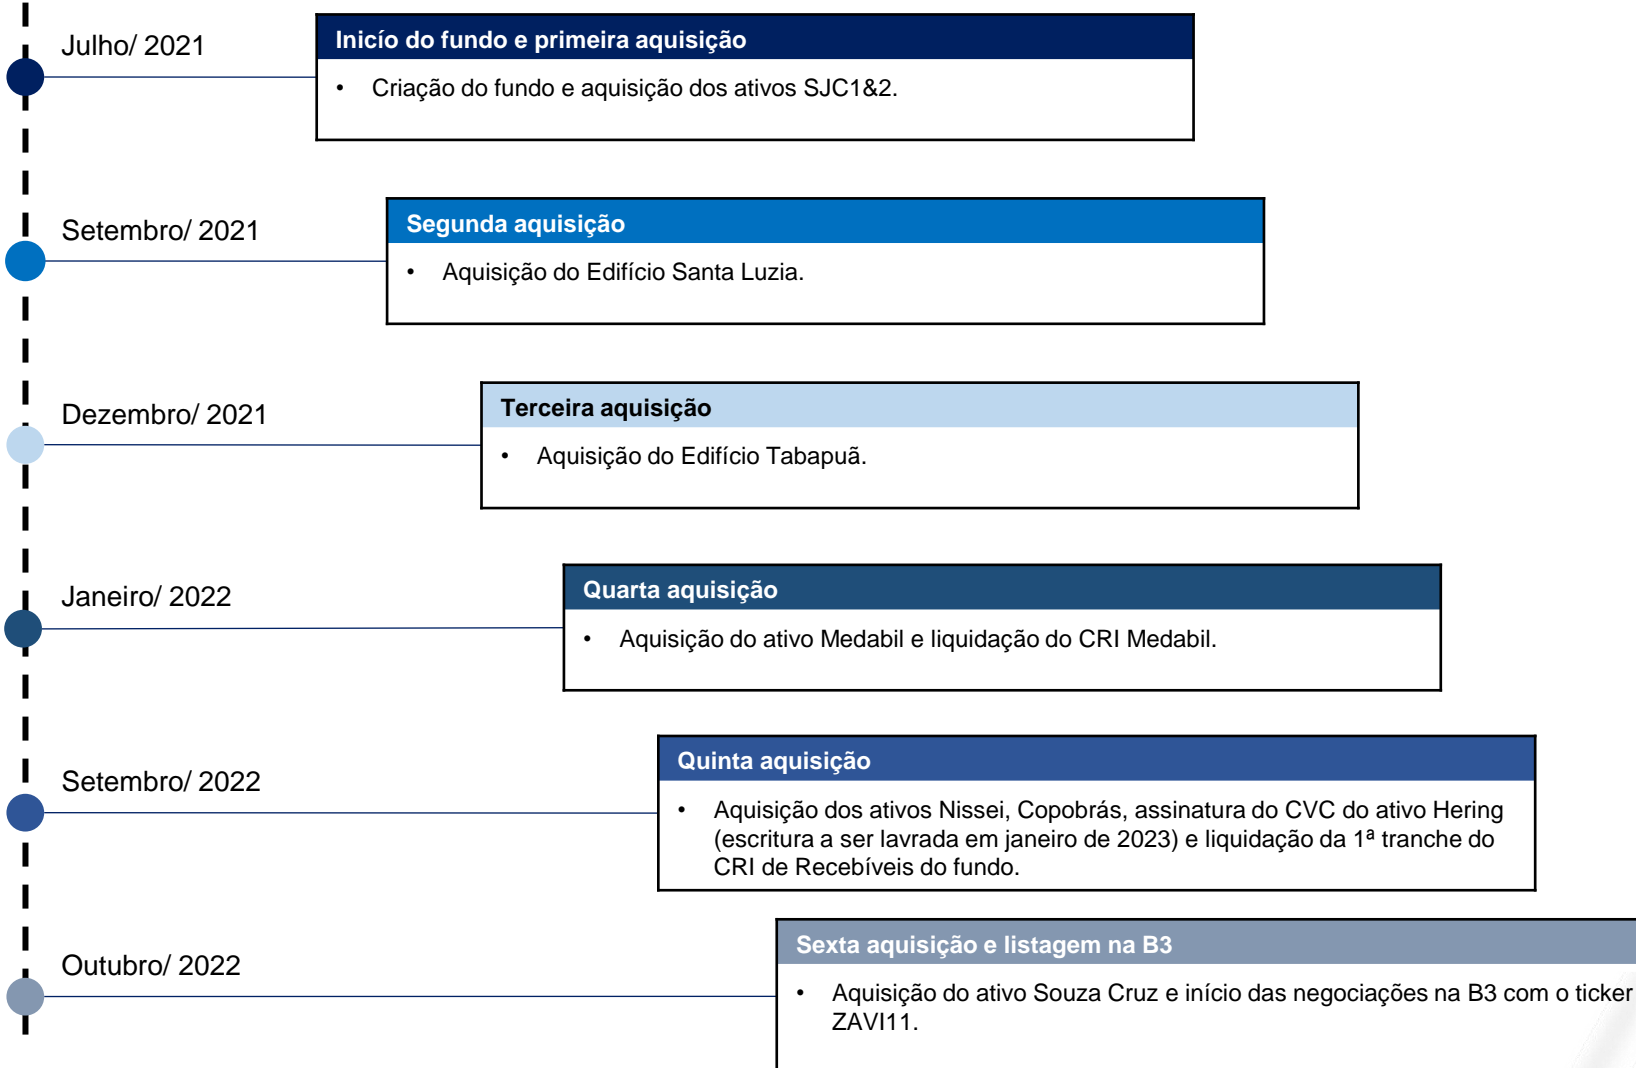 Julho/ 2021
Inicío do fundo e primeira aquisição
• Criação do fundo e aquisição dos ativos SJC1&2.
Setembro/ 2021
Segunda aquisição
• Aquisição do Edifício Santa Luzia.
Dezembro/ 2021
Terceira aquisição
• Aquisição do Edifício Tabapuã.
Janeiro/ 2022
Quarta aquisição
• Aquisição do ativo Medabil e liquidação do CRI Medabil.
Setembro/ 2022
Quinta aquisição
• Aquisição dos ativos Nissei, Copobrás, assinatura do CVC do ativo Hering
(escritura a ser lavrada em janeiro de 2023) e liquidação da 1ª tranche do
CRI de Recebíveis do fundo.
Outubro/ 2022
Sexta aquisição e listagem na B3
• Aquisição do ativo Souza Cruz e início das negociações na B3 com o ticker
ZAVI11.